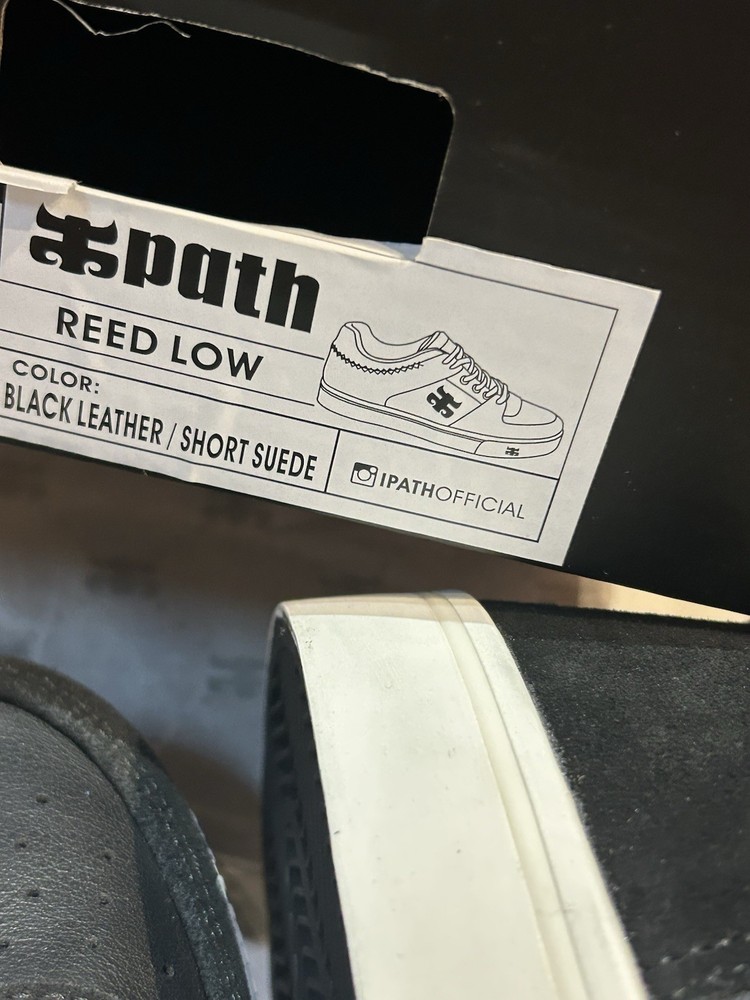 ipath
REED LOW
COLOR:
BLACK LEATHER / SHORT SUEDE
IPATHOFFICIAL